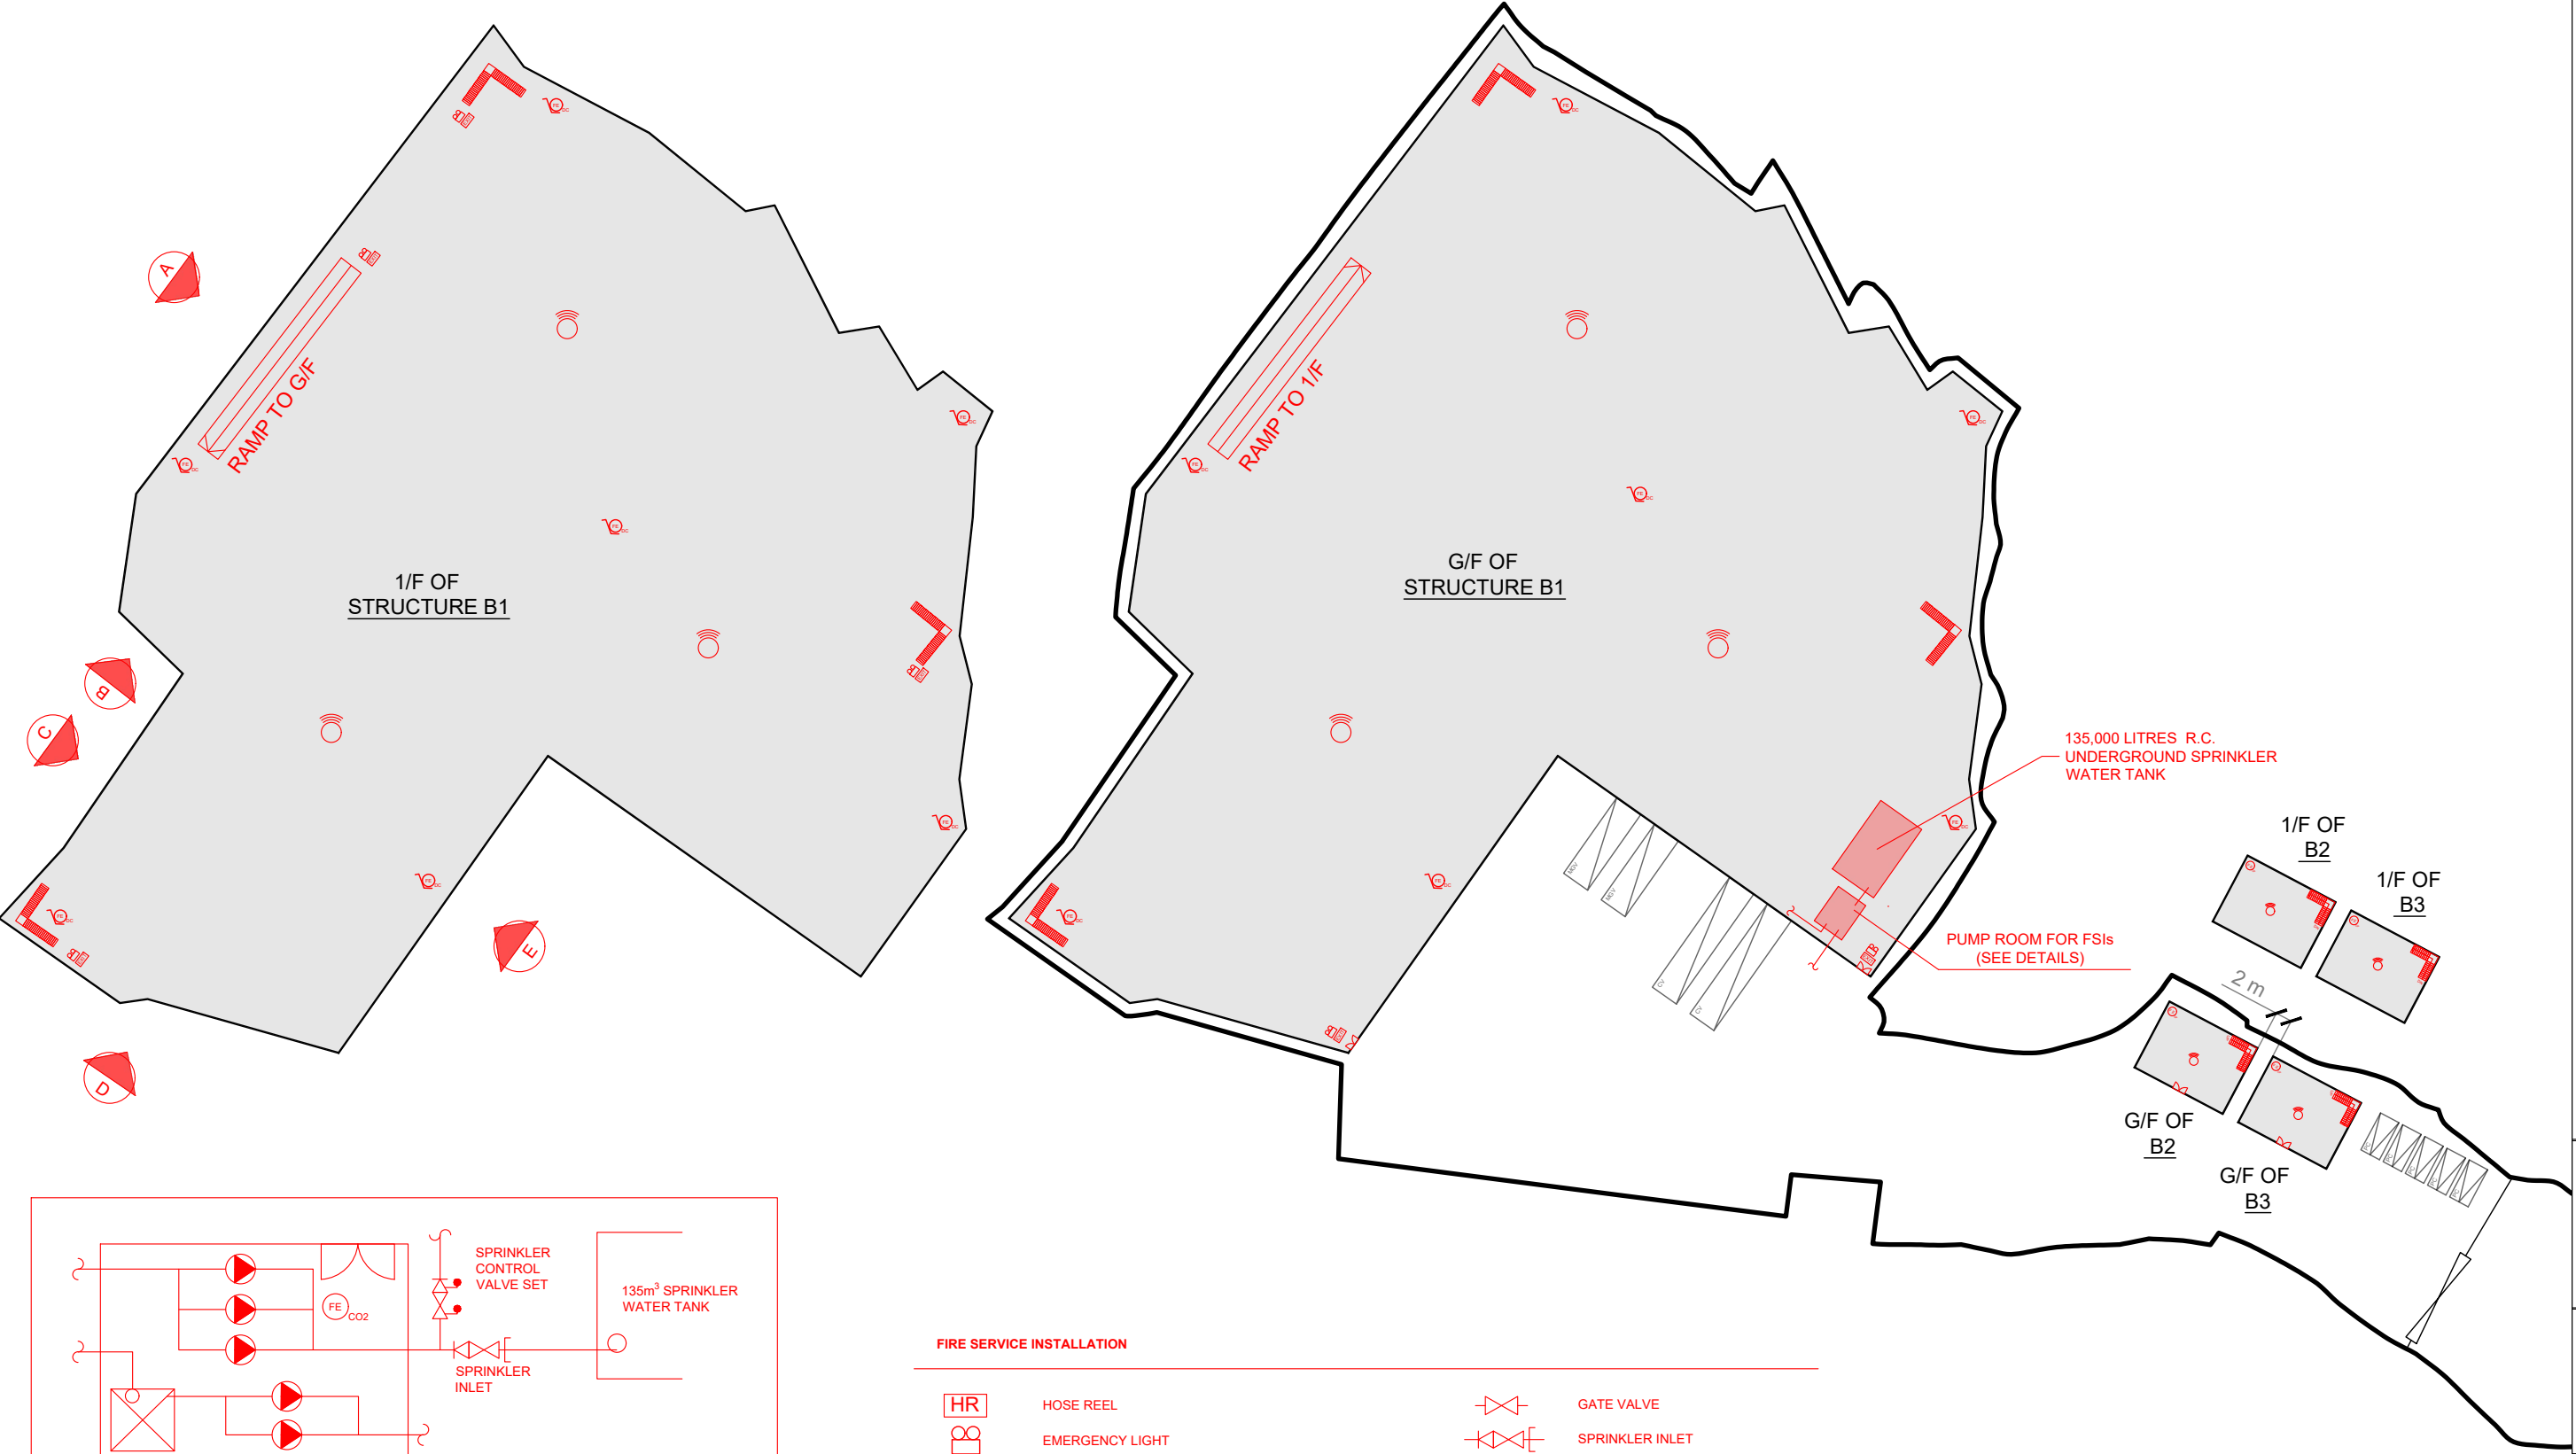 A
RAMP TO G/F
1/F OF
STRUCTURE B1
B
C
D
E
RAMP TO 1/F
G/F OF
STRUCTURE B1
135,000 LITRES R.C.
UNDERGROUND SPRINKLER
WATER TANK
PUMP ROOM FOR FSIs
(SEE DETAILS)
MGV
MGV
1/F OF
B2
1/F OF
B3
2 m
G/F OF
B2
G/F OF
B3
SPRINKLER
CONTROL
VALVE SET
135m³ SPRINKLER
WATER TANK
FE
CO2
SPRINKLER
INLET
FIRE SERVICE INSTALLATION
HR
HOSE REEL
GATE VALVE
EMERGENCY LIGHT
SPRINKLER INLET